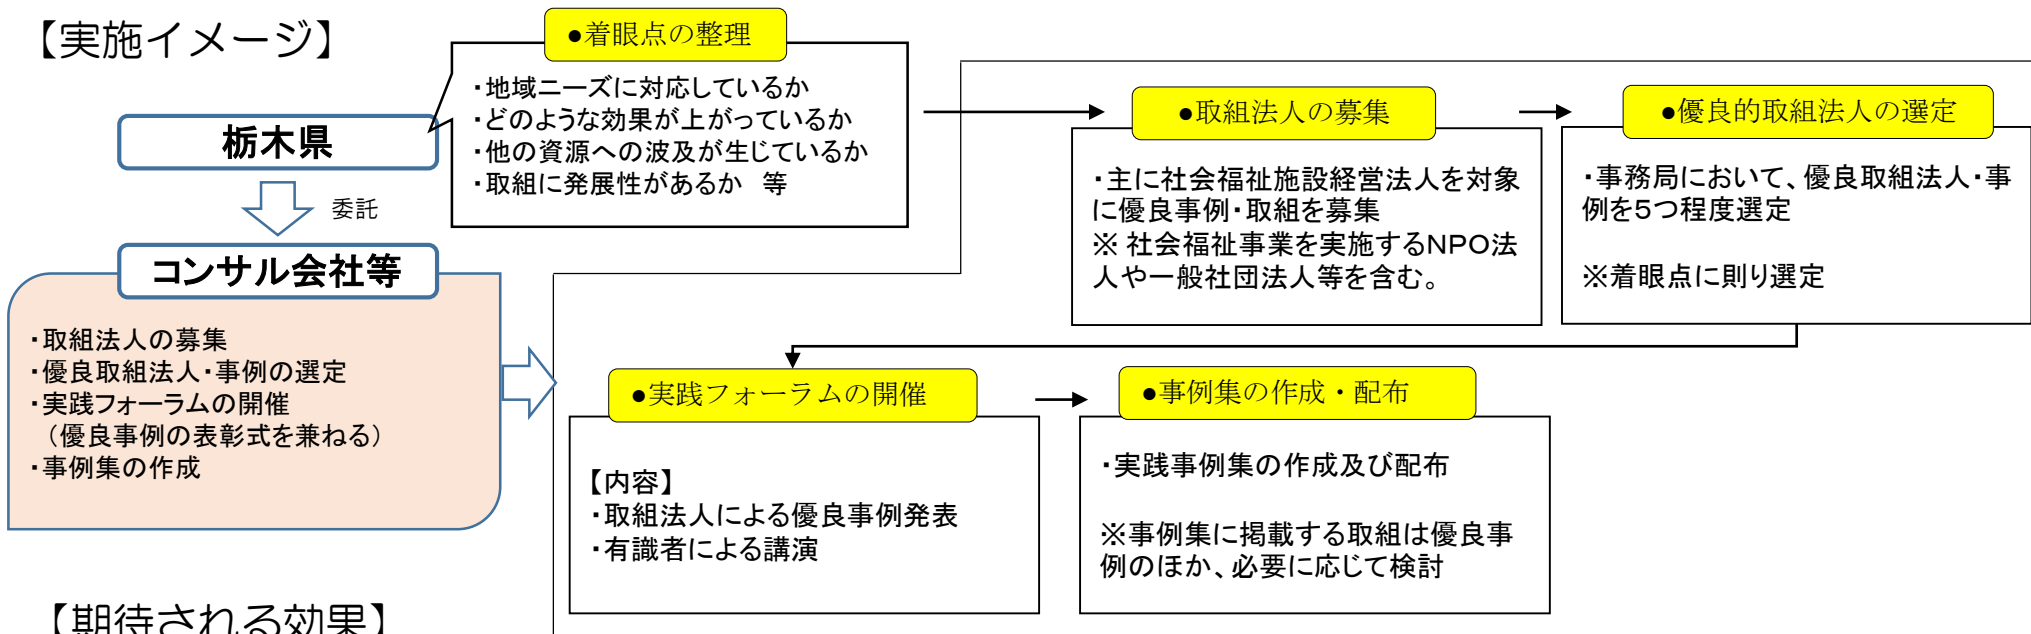 【実施イメージ】
●着眼点の整理
・地域ニーズに対応しているか
・どのような効果が上がっているか
・他の資源への波及が生じているか
・取組に発展性があるか　等
栃木県
委託
コンサル会社等
・取組法人の募集
・優良取組法人・事例の選定
・実践フォーラムの開催
（優良事例の表彰式を兼ねる）
・事例集の作成
●取組法人の募集
・主に社会福祉施設経営法人を対象
に優良事例・取組を募集
※ 社会福祉事業を実施するNPO法
人や一般社団法人等を含む。
●優良的取組法人の選定
・事務局において、優良取組法人・事
例を5つ程度選定
※着眼点に則り選定
●実践フォーラムの開催
【内容】
・取組法人による優良事例発表
・有識者による講演
●事例集の作成・配布
・実践事例集の作成及び配布
※事例集に掲載する取組は優良事
例のほか、必要に応じて検討
【期待される効果】